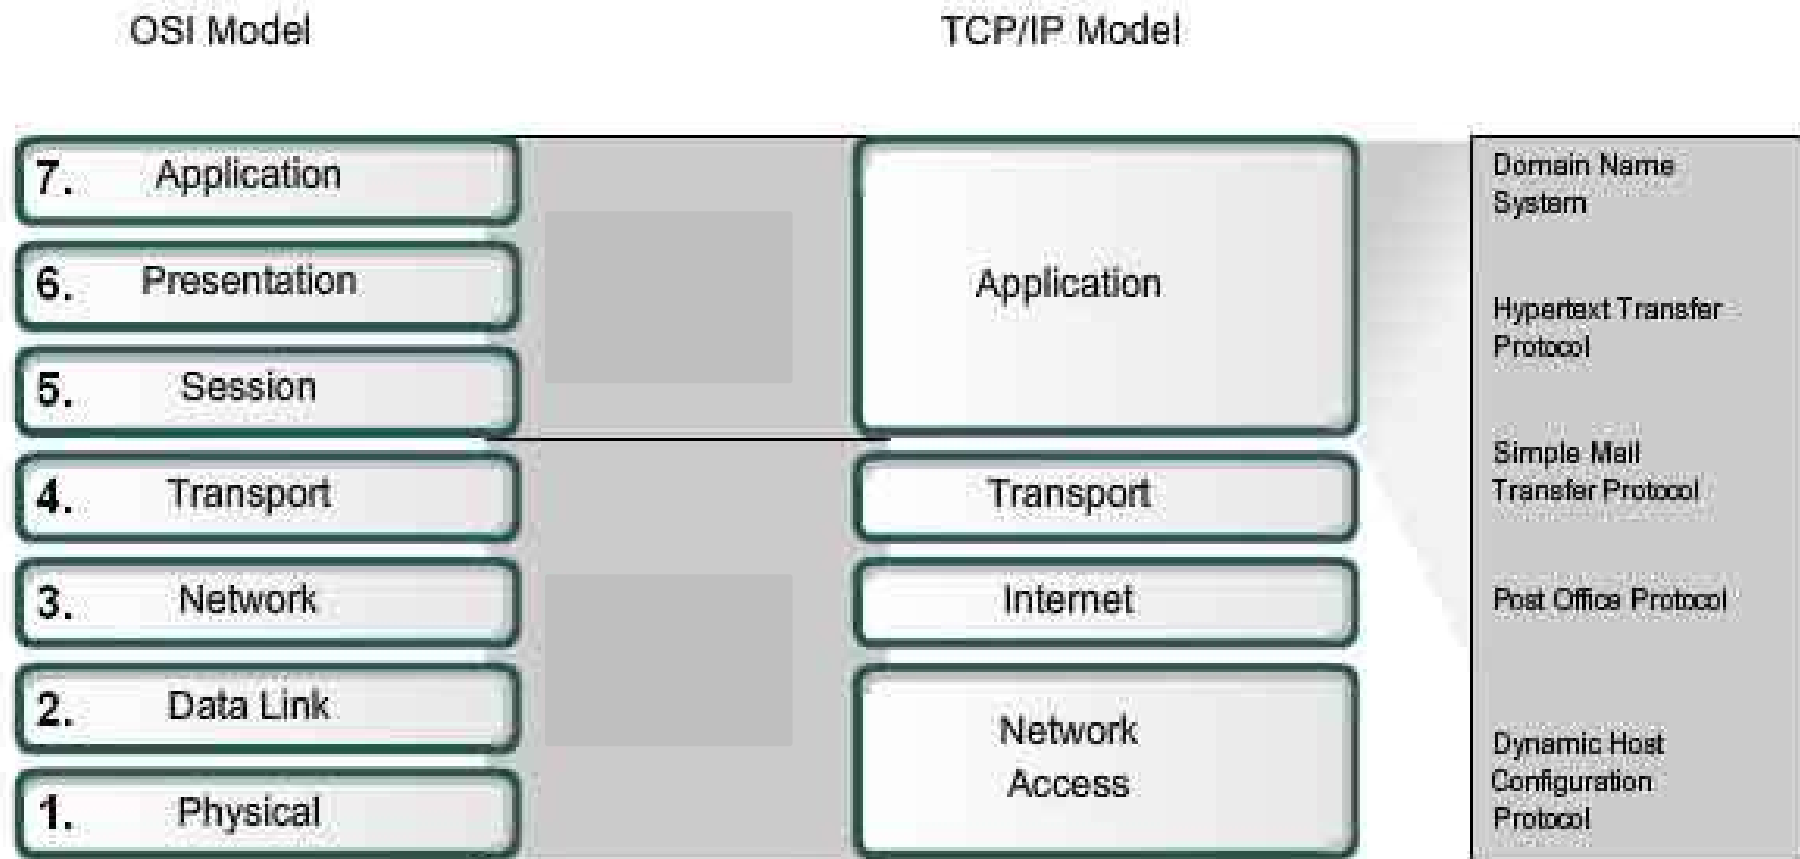 OSI Model
TCP/IP Model
7. Application
6. Presentation
5. Session
4. Transport
3. Network
2. Data Link
1. Physical
Application
Transport
Internet
Network
Access
Domain Name
System
Hypertext Transfer
Protocol
Simple Mail
Transfer Protocol
Post Office Protocol
Dynamic Host
Configuration
Protocol